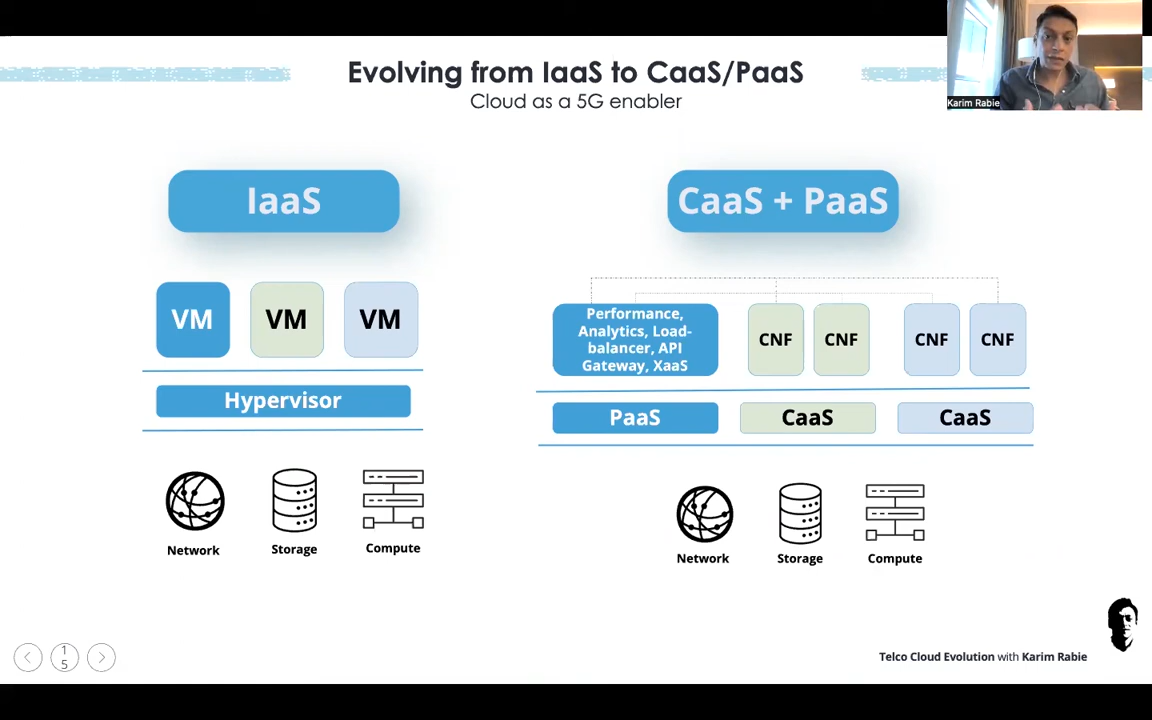 Evolving from IaaS to CaaS/PaaS
Cloud as a 5G enabler
Karim Rabie
IaaS
VM
VM
VM
Hypervisor
Network
Storage
Compute
CaaS + PaaS
Performance,
Analytics, Load-
balancer, API
Gateway, XaaS
CNF
CNF
CNF
CNF
PaaS
CaaS
CaaS
Network
Storage
Compute
1
5
Telco Cloud Evolution with Karim Rabie